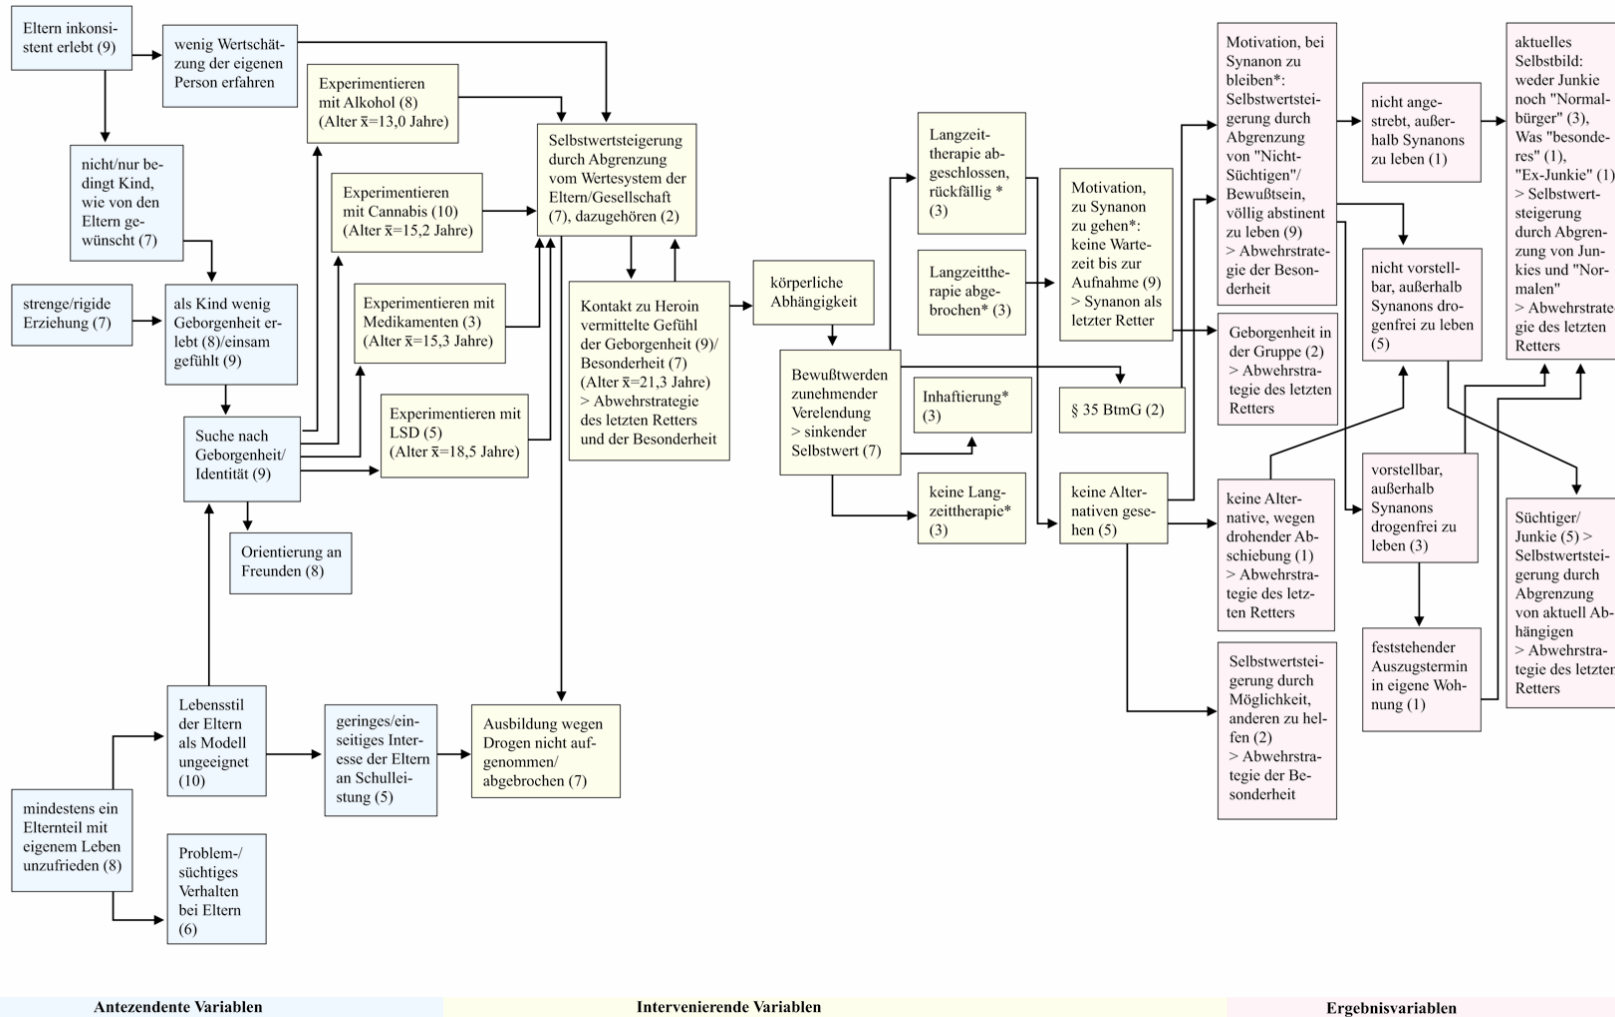 Eltern inkonsi-
stent erlebt (9)
wenig Wertschät-
zung der eigenen
Person erfahren
nicht/nur be-
dingt Kind,
wie von den
Eltern ge-
wünscht (7)
strenge/rigide
Erziehung (7)
als Kind wenig
Geborgenheit er-
lebt (8)/einsam
gefühlt (9)
Suche nach
Geborgenheit/
Identität (9)
Orientierung an
Freunden (8)
Lebensstil
der Eltern
als Modell
ungeeignet
(10)
mindestens ein
Elternteil mit
eigenem Leben
unzufrieden (8)
Problem-/
süchtiges
Verhalten
bei Eltern
(6)
geringes/ein-
seitiges Inter-
esse der Eltern
an Schullei-
stung (5)
Experimentieren
mit Alkohol (8)
(Alter x̄=13,0 Jahre)
Experimentieren
mit Cannabis (10)
(Alter x̄=15,2 Jahre)
Experimentieren mit
Medikamenten (3)
(Alter x̄=15,3 Jahre)
Experimentieren mit
LSD (5)
(Alter x̄=18,5 Jahre)
Selbstwertsteigerung
durch Abgrenzung
vom Wertesystem der
Eltern/Gesellschaft
(7), dazugehören (2)
Kontakt zu Heroin
vermittelte Gefühl
der Geborgenheit (9)/
Besonderheit (7)
(Alter x̄=21,3 Jahre)
> Abwehrstrategie
des letzten Retters
und der Besonderheit
Ausbildung wegen
Drogen nicht auf-
genommen/
abgebrochen (7)
körperliche
Abhängigkeit
Bewußtwerden
zunehmender
Verelendung
> sinkender
Selbstwert (7)
Langzeit-
therapie ab-
geschlossen,
rückfällig *
(3)
Langzeitthe-
rapie abge-
brochen* (3)
Inhaftierung*
(3)
keine Lang-
zeittherapie*
(3)
Motivation,
zu Synanon
zu gehen*:
keine Warte-
zeit bis zur
Aufnahme (9)
> Synanon als
letzter Retter
§ 35 BtmG (2)
keine Alter-
nativen gese-
hen (5)
Motivation, bei
Synanon zu
bleiben*:
Selbstwertstei-
gerung durch
Abgrenzung
von "Nicht-
Süchtigen"/
Bewußtsein,
völlig abstinent
zu leben (9)
> Abwehrstrate-
gie der Beson-
derheit
Geborgenheit in
der Gruppe (2)
> Abwehrstra-
tegie des letzten
Retters
keine Alter-
native, wegen
drohender Ab-
schiebung (1)
> Abwehrstra-
tegie des letz-
ten Retters
Selbstwertstei-
gerung durch
Möglichkeit,
anderen zu hel-
fen (2)
> Abwehrstra-
tegie der Be-
sonderheit
nicht ange-
strebt, außer-
halb Synanons
zu leben (1)
nicht vorstell-
bar, außerhalb
Synanons dro-
genfrei zu leben
(5)
vorstellbar,
außerhalb
Synanons
drogenfrei zu
leben (3)
feststehender
Auszugstermin
in eigene Woh-
nung (1)
aktuelles
Selbstbild:
weder Junkie
noch "Normal-
bürger" (3),
Was "besonde-
res" (1),
"Ex-Junkie" (1)
> Selbstwert-
steigerung
durch Abgren-
zung von Jun-
kies und "Nor-
malen"
> Abwehrstrate-
gie des letzten
Retters
Süchtiger/
Junkie (5) >
Selbstwertstei-
gerung durch
Abgrenzung
von aktuell Ab-
hängigen
> Abwehrstra-
tegie des letzten
Retters
Antezendente Variablen
Intervenierende Variablen
Ergebnisvariablen